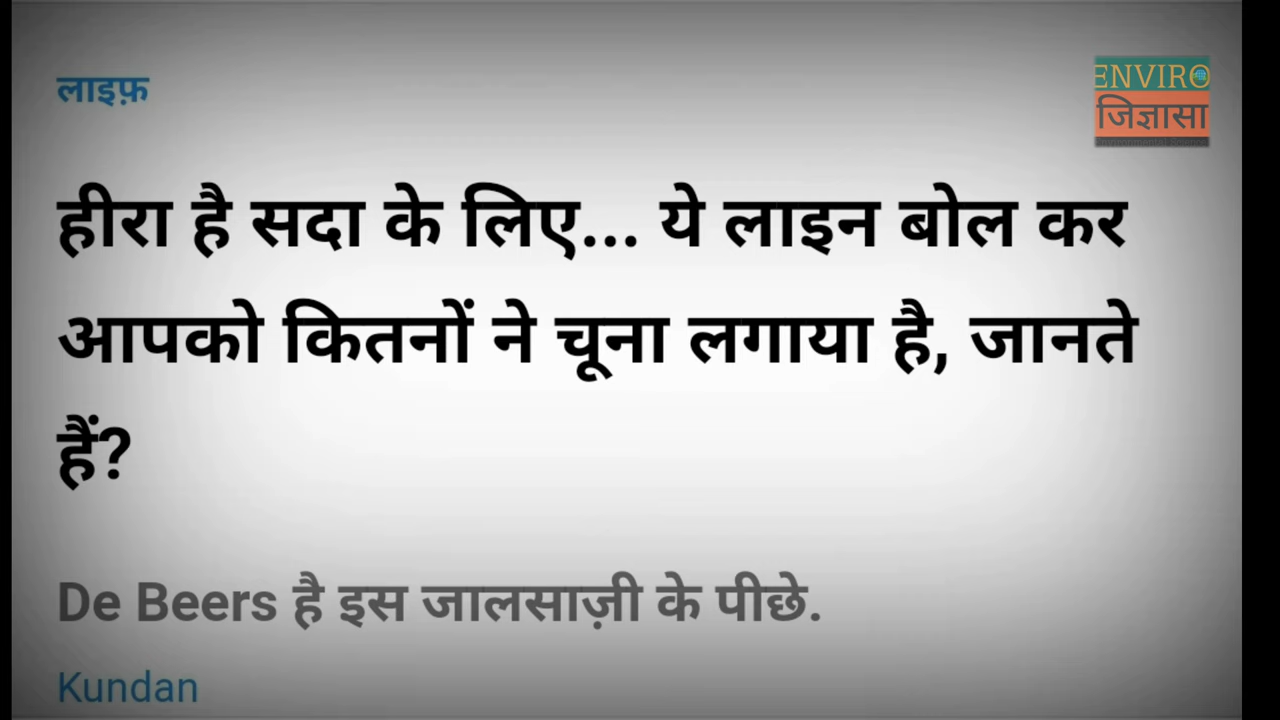 लाइफ़
ENVIRO
जिज्ञासा
हीरा है सदा के लिए... ये लाइन बोल कर
आपको कितनों ने चूना लगाया है, जानते
हैं?
De Beers है इस जालसाज़ी के पीछे.
Kundan